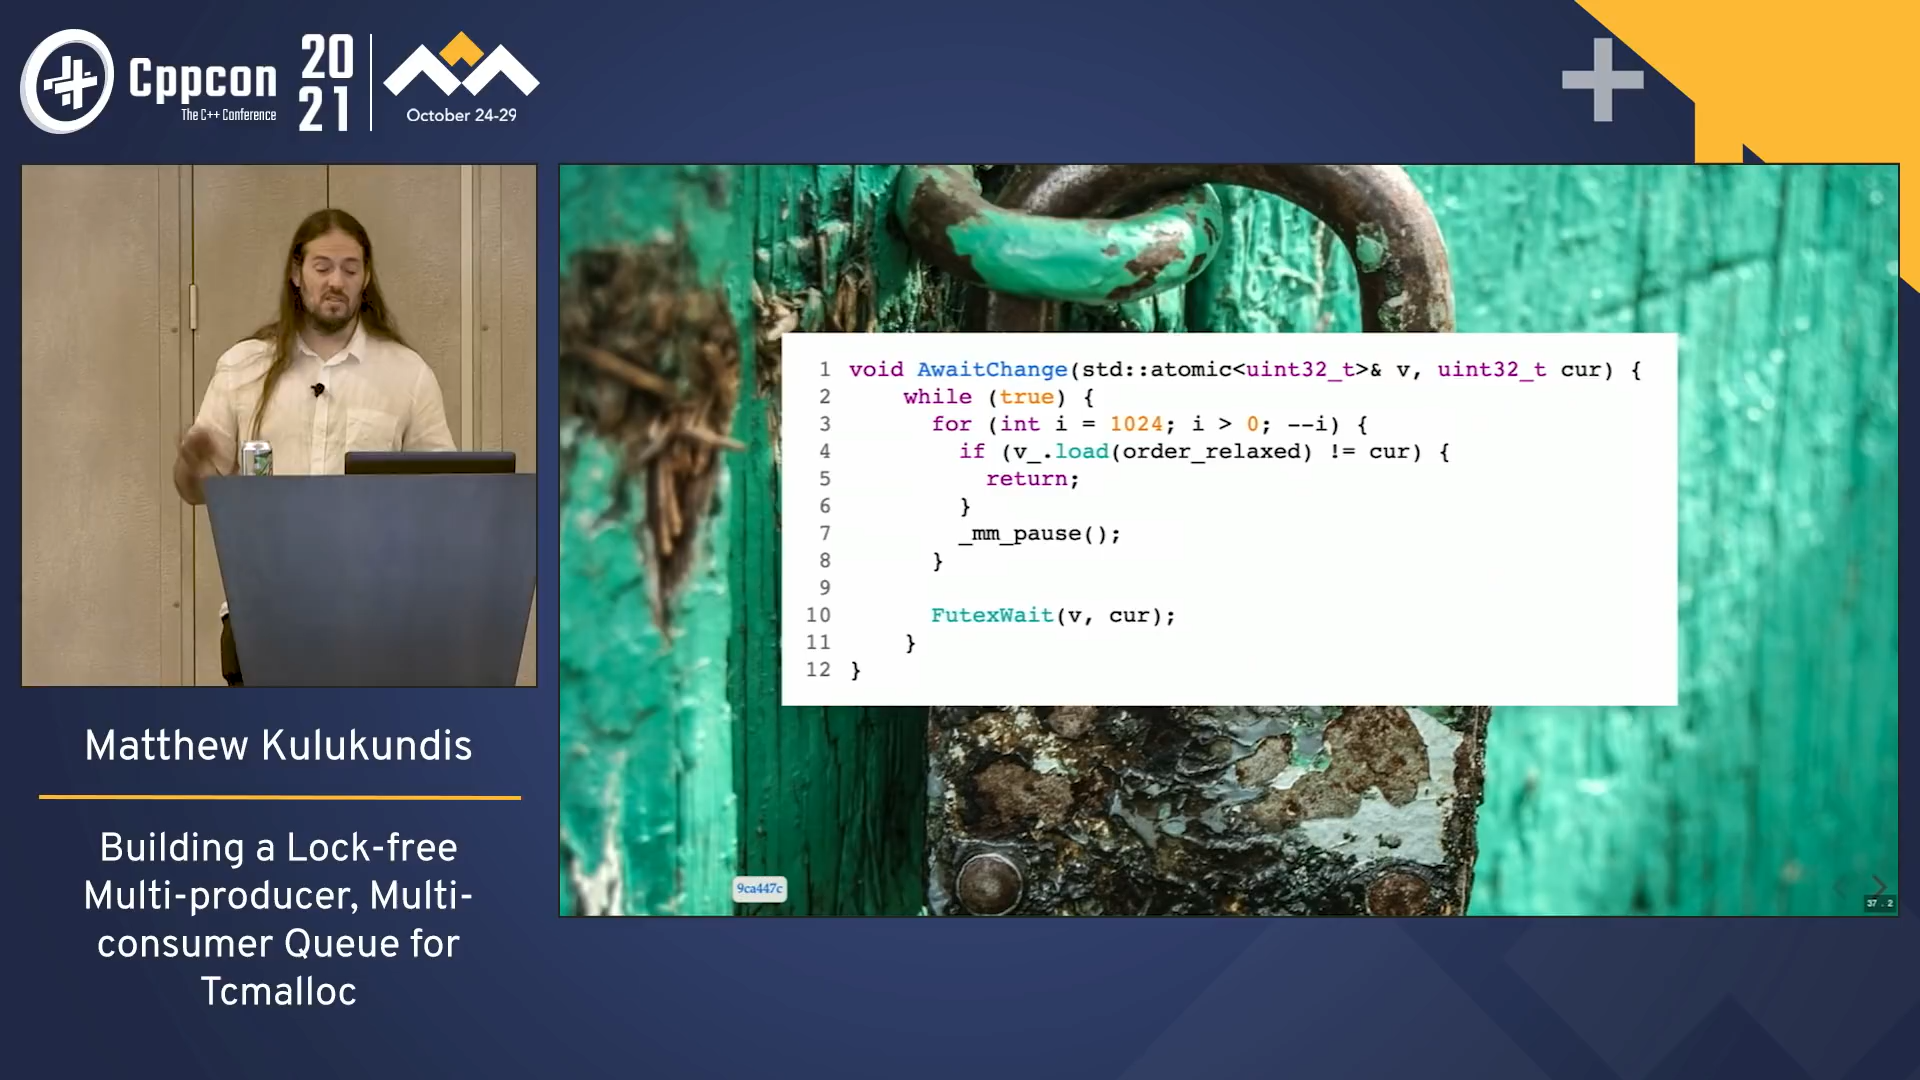 Cppcon
The C++ Conference
20
21
October 24-29
1 void AwaitChange(std::atomic<uint32_t>& v, uint32_t cur) {
2     while (true) {
3       for (int i = 1024; i > 0; --i) {
4         if (v_.load(order_relaxed) != cur) {
5           return;
6         }
7         _mm_pause();
8       }
9
10       FutexWait(v, cur);
11     }
12 }
9ca447c
37.2
Matthew Kulukundis
Building a Lock-free
Multi-producer, Multi-
consumer Queue for
Tcmalloc